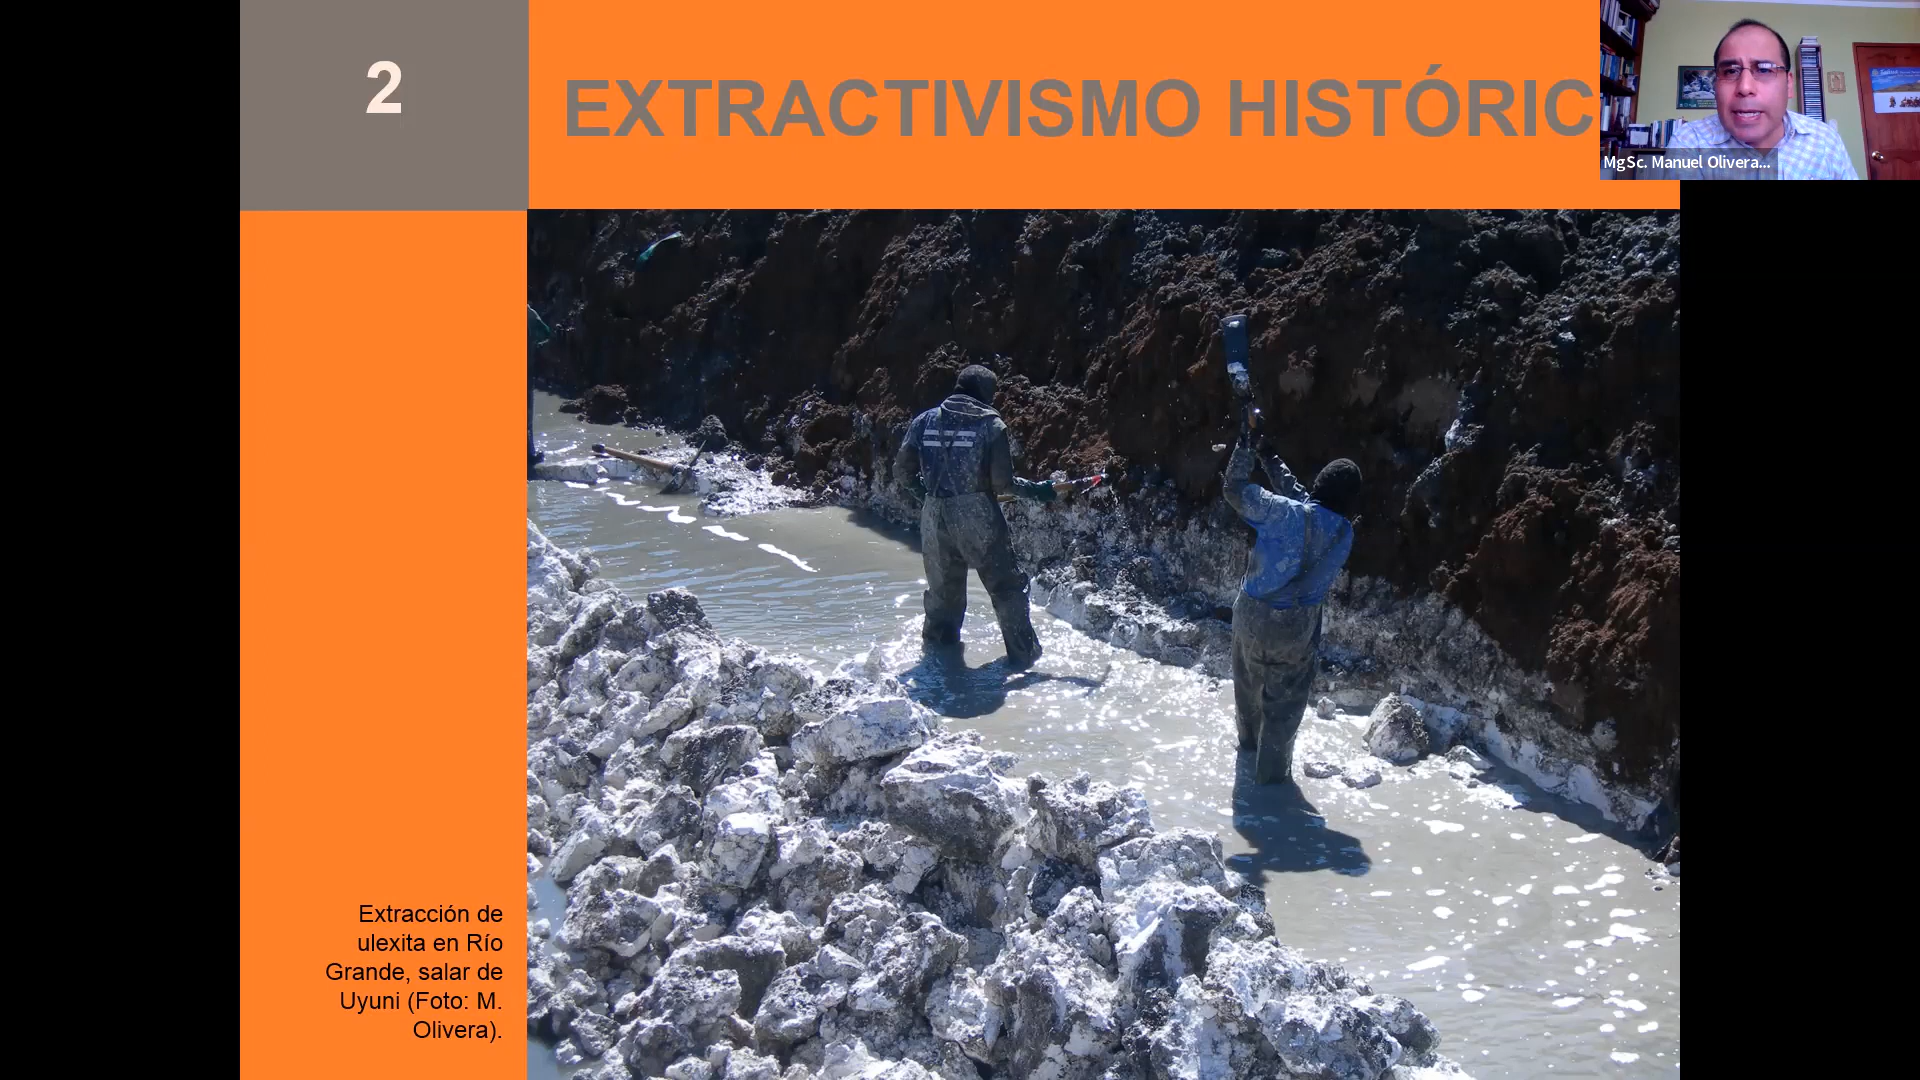 2
EXTRACTIVISMO HISTÓRIC
MgSc. Manuel Olivera...
Extracción de
ulexita en Río
Grande, salar de
Uyuni (Foto: M.
Olivera).